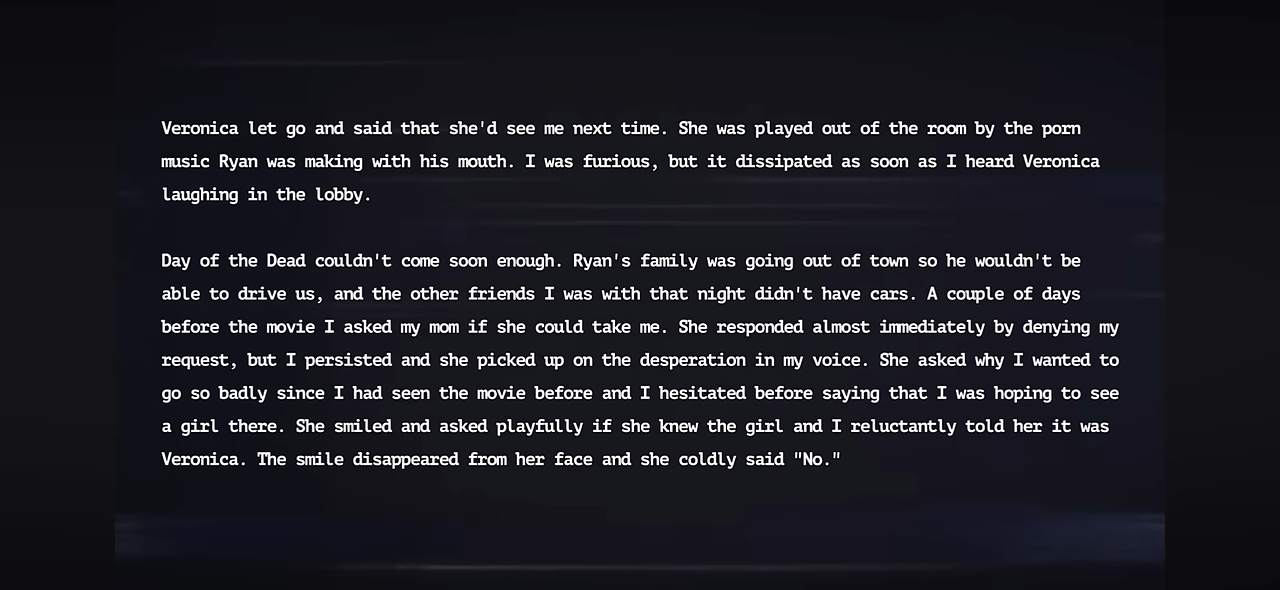 Veronica let go and said that she'd see me next time. She was played out of the room by the porn
music Ryan was making with his mouth. I was furious, but it dissipated as soon as I heard Veronica
laughing in the lobby.
Day of the Dead couldn't come soon enough. Ryan's family was going out of town so he wouldn't be
able to drive us, and the other friends I was with that night didn't have cars. A couple of days
before the movie I asked my mom if she could take me. She responded almost immediately by denying my
request, but I persisted and she picked up on the desperation in my voice. She asked why I wanted to
go so badly since I had seen the movie before and I hesitated before saying that I was hoping to see
a girl there. She smiled and asked playfully if she knew the girl and I reluctantly told her it was
Veronica. The smile disappeared from her face and she coldly said "No."